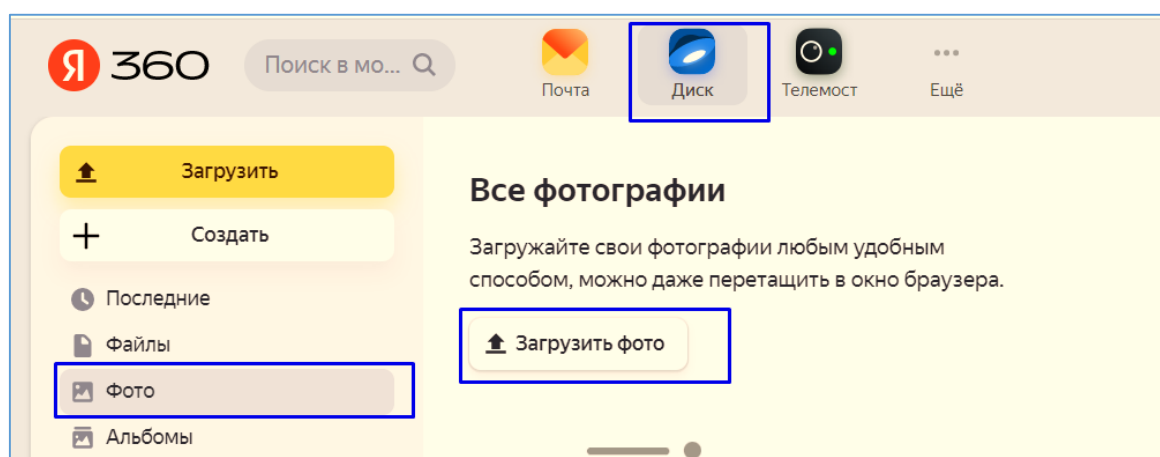 Я 360
Поиск в мо...
Почта
Диск
Телемост
Ещё
Загрузить
Создать
Последние
Файлы
Фото
Альбомы
Все фотографии
Загружайте свои фотографии любым удобным
способом, можно даже перетащить в окно браузера.
Загрузить фото